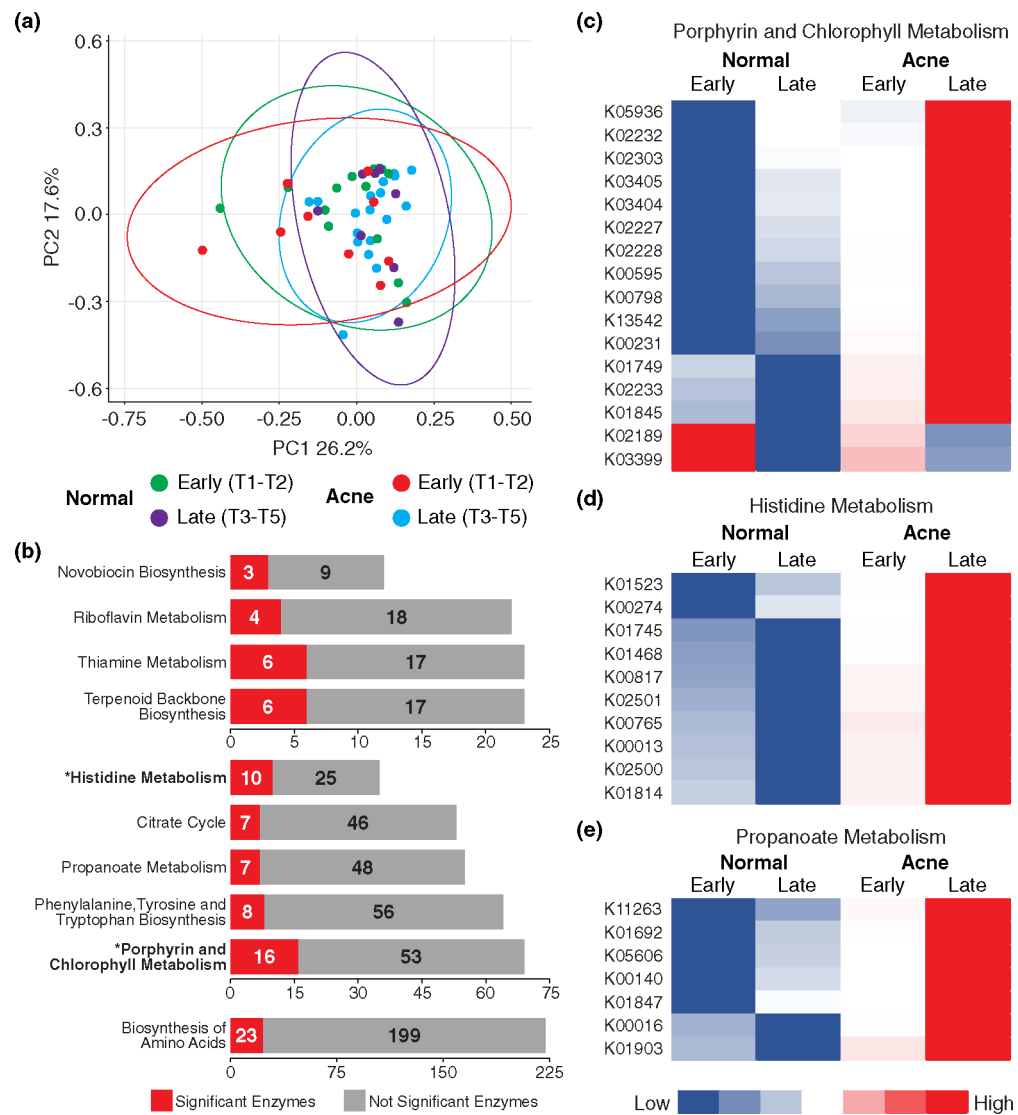 (a)
0.6
0.3
0.0
-0.3
-0.6
PC2 17.6%
-0.75
-0.50
-0.25
0.00
0.25
0.50
PC1 26.2%
Normal
Early (T1-T2)
Late (T3-T5)
Acne
Early (T1-T2)
Late (T3-T5)
(b)
Novobiocin Biosynthesis
3
9
Riboflavin Metabolism
4
18
Thiamine Metabolism
6
17
Terpenoid Backbone
Biosynthesis
6
17
0
5
10
15
20
25
*Histidine Metabolism
10
25
Citrate Cycle
7
46
Propanoate Metabolism
7
48
Phenylalanine,Tyrosine and
Tryptophan Biosynthesis
8
56
*Porphyrin and
Chlorophyll Metabolism
16
53
0
15
30
45
60
75
Biosynthesis of
Amino Acids
23
199
0
75
150
225
Significant Enzymes
Not Significant Enzymes
(c)
Porphyrin and Chlorophyll Metabolism
Normal
Acne
Early
Late
Early
Late
K05936
K02232
K02303
K03405
K03404
K02227
K02228
K00595
K00798
K13542
K00231
K01749
K02233
K01845
K02189
K03399
(d)
Histidine Metabolism
Normal
Acne
Early
Late
Early
Late
K01523
K00274
K01745
K01468
K00817
K02501
K00765
K00013
K02500
K01814
(e)
Propanoate Metabolism
Normal
Acne
Early
Late
Early
Late
K11263
K01692
K05606
K00140
K01847
K00016
K01903
Low
High